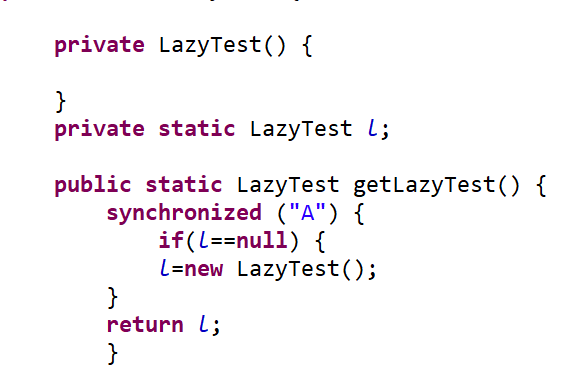 private LazyTest() {
}
private static LazyTest l;
public static LazyTest getLazyTest() {
synchronized ("A") {
if(l==null) {
l=new LazyTest();
}
return l;
}